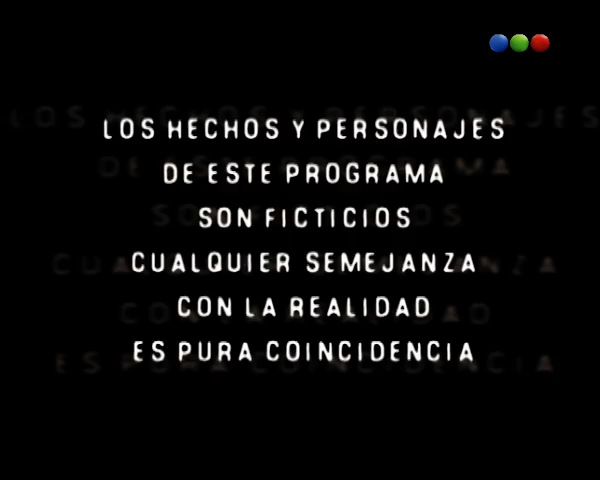 LOS HECHOS Y PERSONAJES
DE ESTE PROGRAMA
SON FICTICIOS
CUALQUIER SEMEJANZA
CON LA REALIDAD
ES PURA COINCIDENCIA